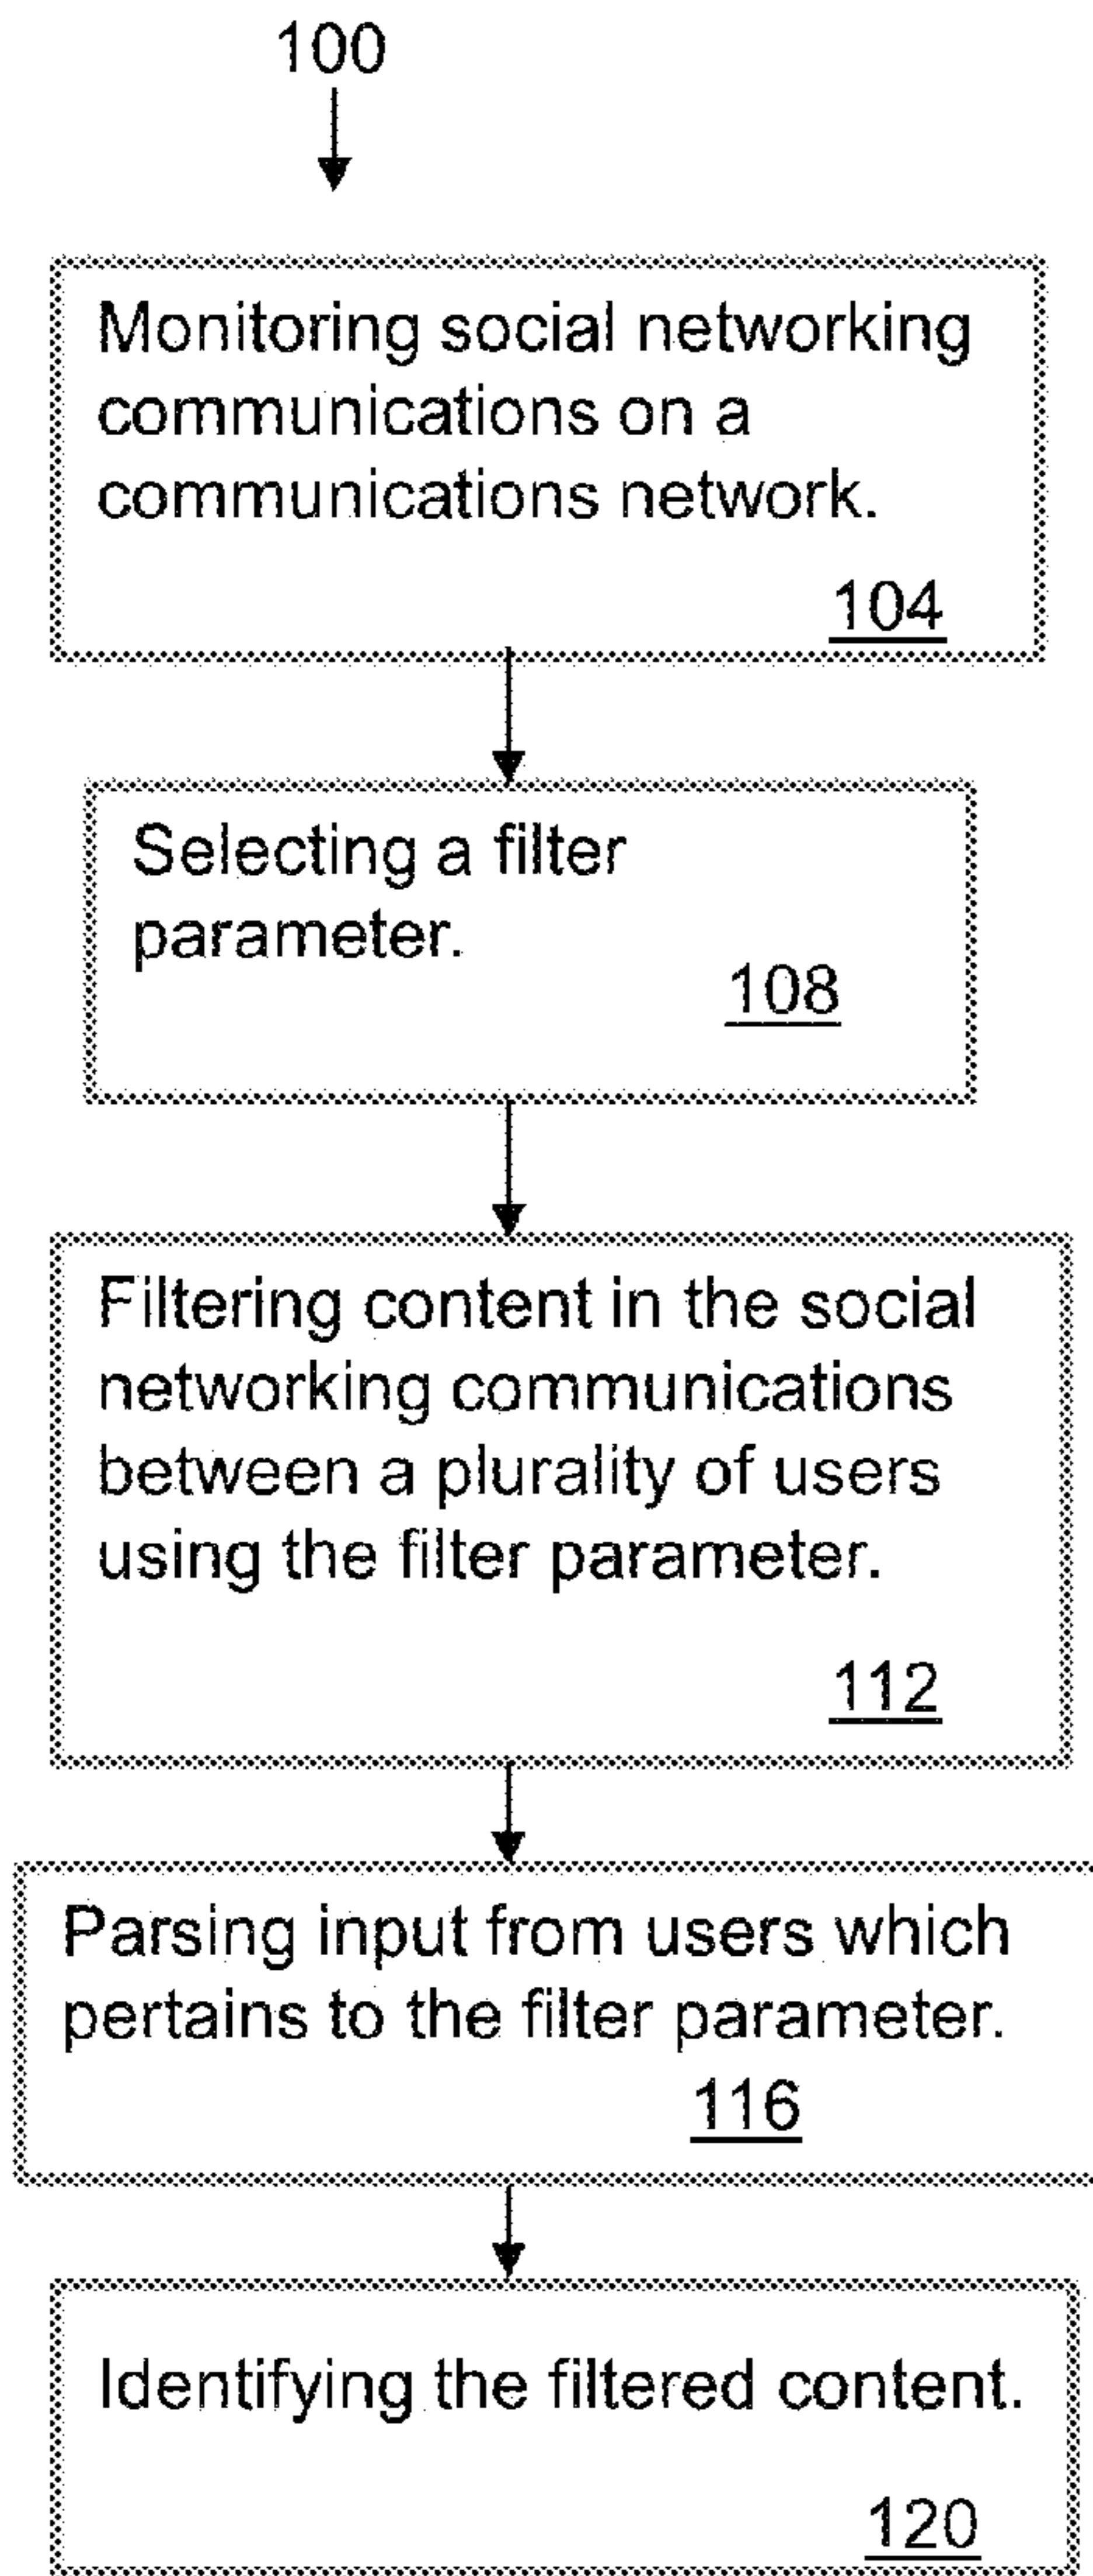 100
Monitoring social networking
communications on a
communications network.
104
Selecting a filter
parameter.
108
Filtering content in the social
networking communications
between a plurality of users
using the filter parameter.
112
Parsing input from users which
pertains to the filter parameter.
116
Identifying the filtered content.
120